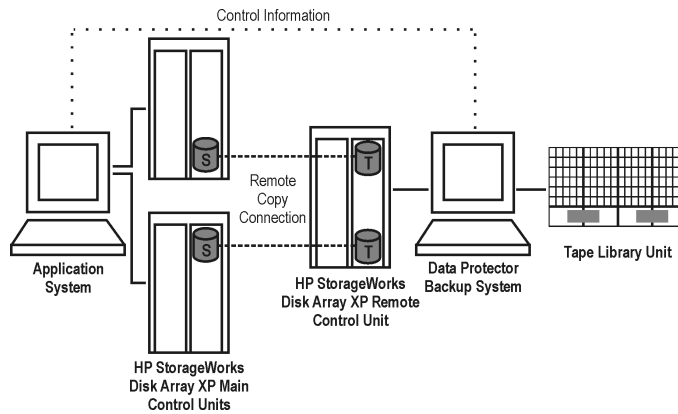 Control Information
S
T
Remote
Copy
Connection
S
T
Application
System
HP StorageWorks
Disk Array XP Remote
Control Unit
Data Protector
Backup System
Tape Library Unit
HP StorageWorks
Disk Array XP Main
Control Units